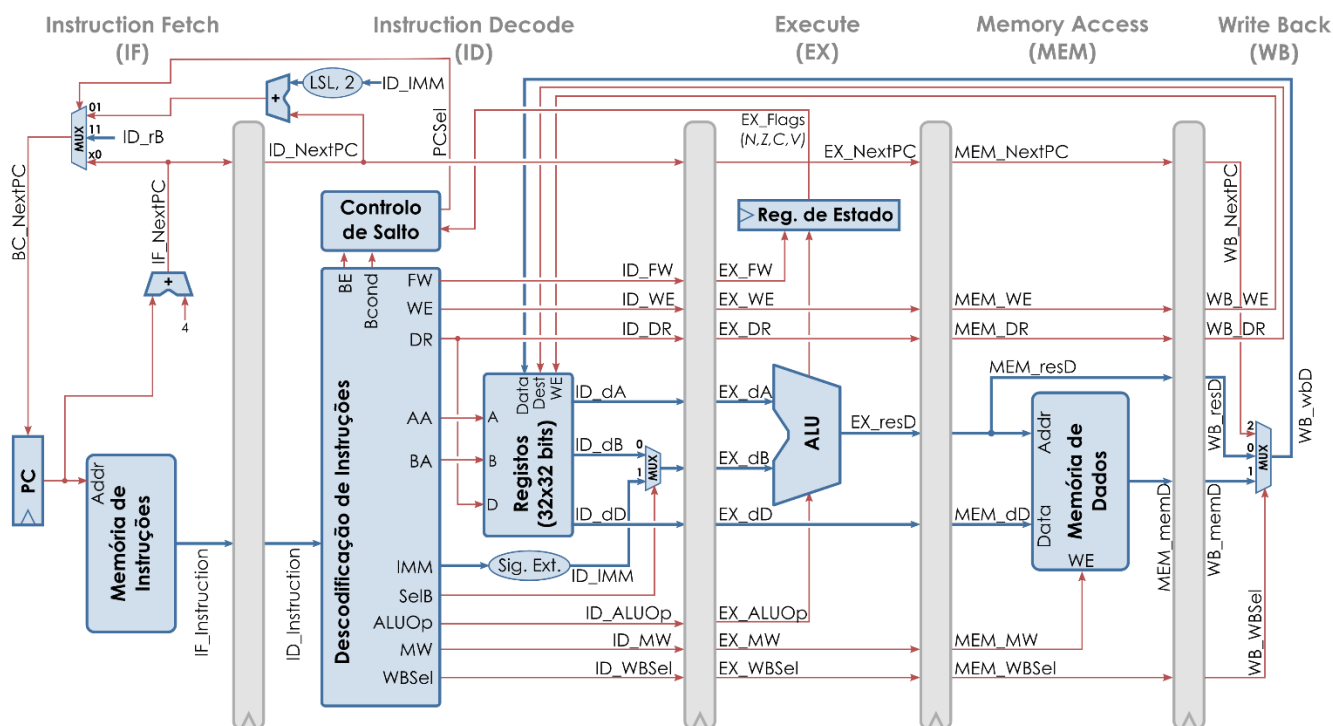 Instruction Fetch
(IF)
Instruction Decode
(ID)
Execute
(EX)
Memory Access
(MEM)
Write Back
(WB)
LSL, 2
ID_IMM
+
01
11
x0
MUX
ID_rB
PCSel
EX_Flags
(N,Z,C,V)
ID_NextPC
EX_NextPC
MEM_NextPC
WB_NextPC
BC_NextPC
IF_NextPC
Controlo
de Salto
Reg. de Estado
+
4
BE
Bcond
FW
ID_FW
EX_FW
WE
ID_WE
EX_WE
MEM_WE
WB_WE
DR
ID_DR
EX_DR
MEM_DR
WB_DR
Descodificação de Instruções
Data
Dest
WE
AA
A
BA
B
D
Registos
(32x32 bits)
ID_dA
EX_dA
ID_dB
0
1
MUX
EX_dB
ID_dD
EX_dD
ALU
EX_resD
MEM_resD
WB_resD
WB_wbD
2
0
1
MUX
Addr
Data
WE
Memória de
Dados
MEM_dD
MEM_memD
WB_memD
PC
Addr
Memória de
Instruções
IF_Instruction
ID_Instruction
IMM
Sig. Ext.
ID_IMM
SelB
ALUOp
ID_ALUOp
EX_ALUOp
MW
ID_MW
EX_MW
MEM_MW
WBSel
ID_WBSel
EX_WBSel
MEM_WBSel
WB_WBSel